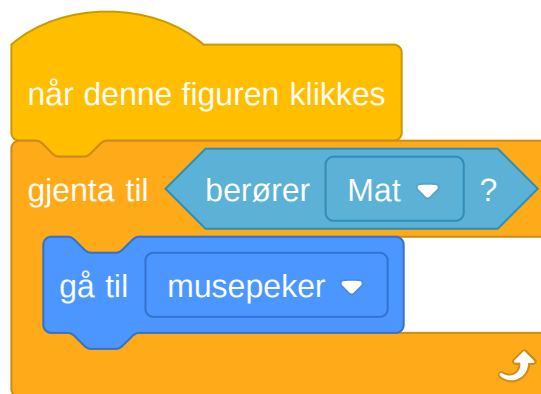 når denne figuren klikkes
gjenta til berører Mat ?
gå til musepeker